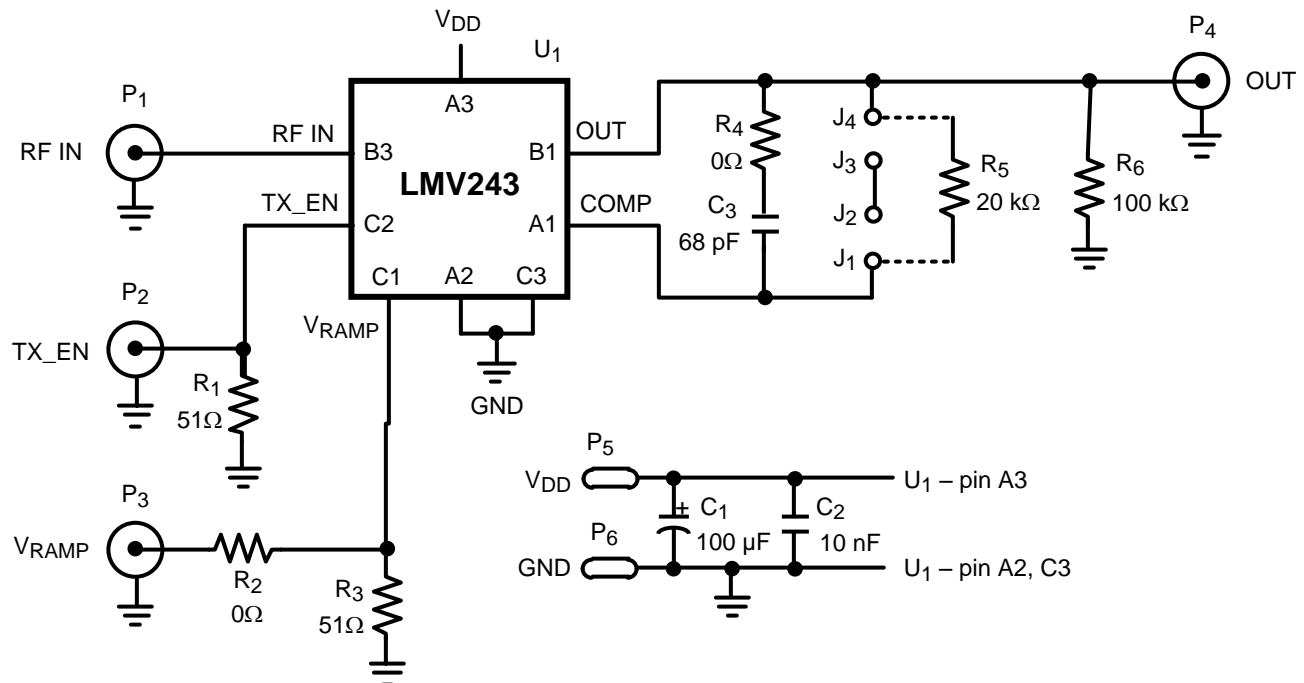 VDD
U1
P4
OUT
P1
RF IN
RF IN
A3
B3
LMV243
B1
OUT
TX_EN
C2
A1
COMP
C1
A2
C3
VRAMP
GND
R4
0Ω
C3
68 pF
J4
J3
J2
J1
R5
20 kΩ
R6
100 kΩ
P2
TX_EN
R1
51Ω
P3
VRAMP
R2
0Ω
R3
51Ω
P5
VDD
U1 – pin A3
+
C1
100 µF
C2
10 nF
P6
GND
U1 – pin A2, C3